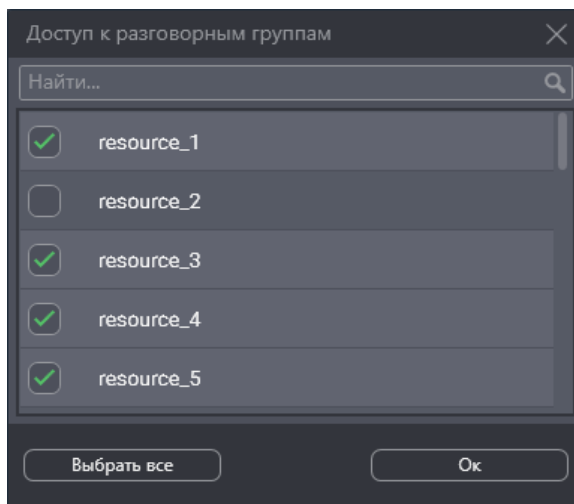 Доступ к разговорным группам
Найти...
resource_1
resource_2
resource_3
resource_4
resource_5
Выбрать все
Ок